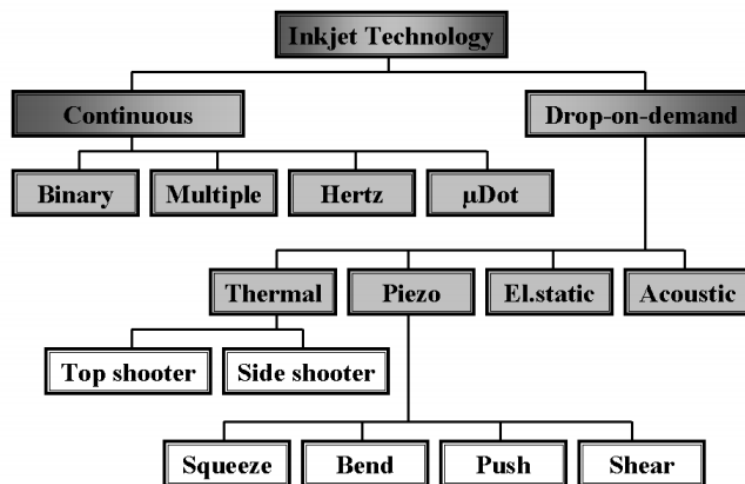 Inkjet Technology
Continuous
Drop-on-demand
Binary
Multiple
Hertz
µDot
Thermal
Piezo
El.static
Acoustic
Top shooter
Side shooter
Squeeze
Bend
Push
Shear